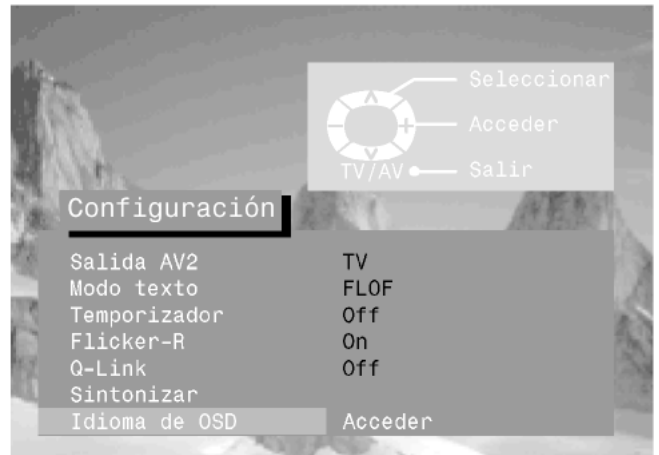 Seleccionar
Acceder
TV/AV Salir
Configuración
Salida AV2 TV
Modo texto FLOF
Temporizador Off
Flicker-R On
Q-Link Off
Sintonizar
Idioma de OSD Acceder